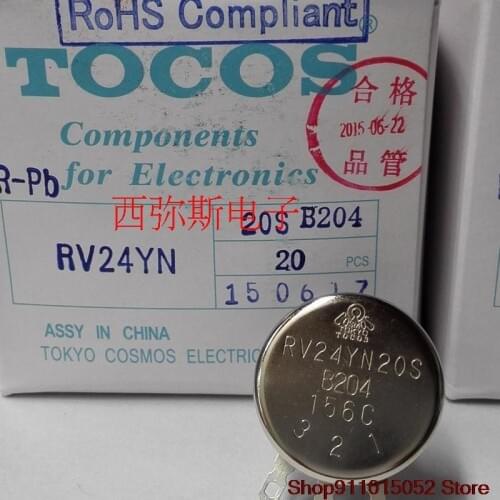 RoHS Compliant
TOCOS®
合格
2015-06-22
品管
Components
for Electronics
R-Pb
西弥斯电子
20S B204
RV24YN
20 PCS
150617
ASSY IN CHINA
TOKYO COSMOS ELECTRIC
TOKYO
TOCOS
RV24YN20S
B204
156C
3 2 1
Shop911015052 Store